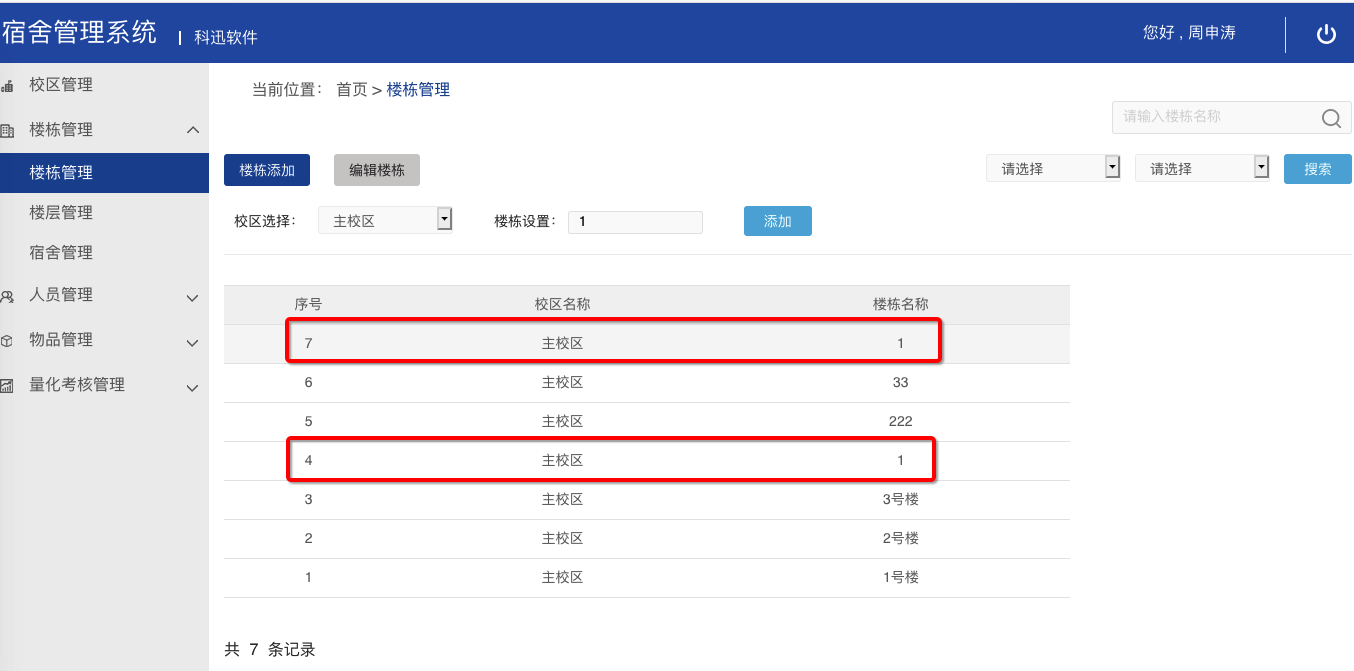 宿舍管理系统 | 科迅软件 您好 , 周申涛
校区管理
楼栋管理
楼栋管理
楼层管理
宿舍管理
人员管理
物品管理
量化考核管理
当前位置： 首页 > 楼栋管理
请输入楼栋名称
楼栋添加 编辑楼栋 请选择 请选择 搜索
校区选择： 主校区 楼栋设置： 1 添加
序号 校区名称 楼栋名称
7 主校区 1
6 主校区 33
5 主校区 222
4 主校区 1
3 主校区 3号楼
2 主校区 2号楼
1 主校区 1号楼
共 7 条记录